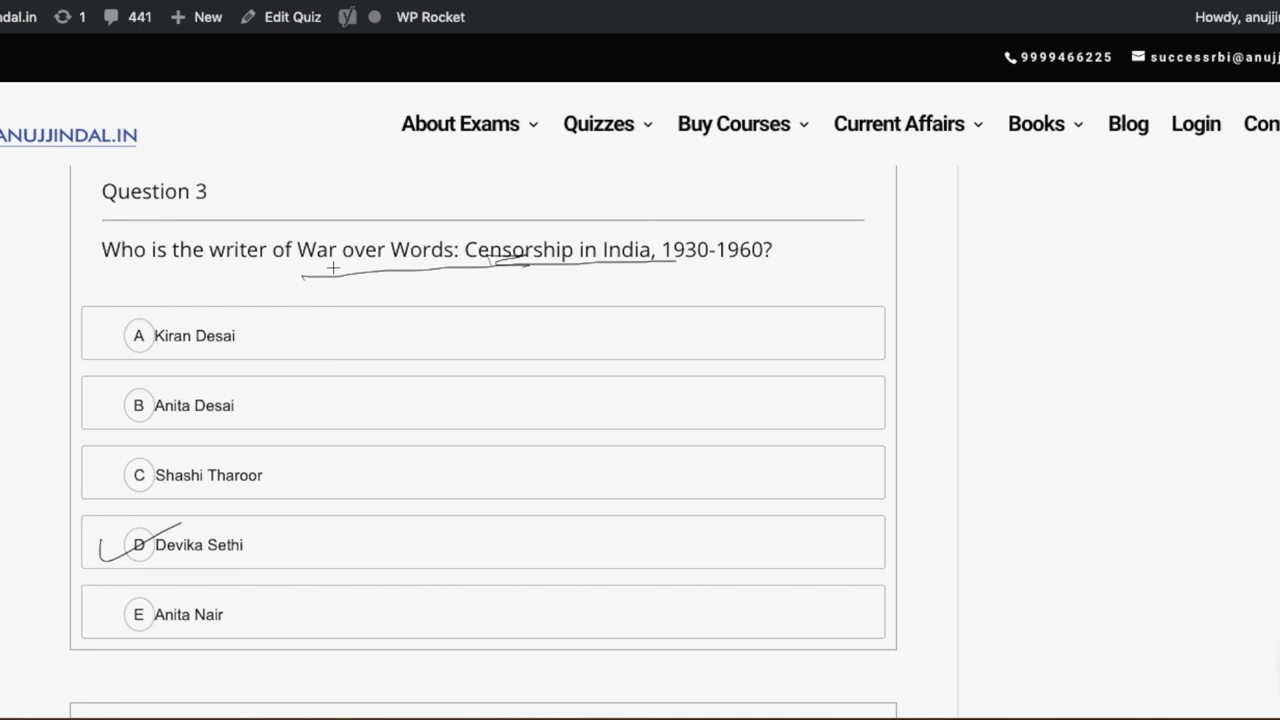 ndal.in 1 441 New Edit Quiz WP Rocket Howdy, anujji
9999466225 successrbi@anujj
ANUJJINDAL.IN About Exams Quizzes Buy Courses Current Affairs Books Blog Login Con
Question 3
Who is the writer of War over Words: Censorship in India, 1930-1960?
A Kiran Desai
B Anita Desai
C Shashi Tharoor
D Devika Sethi
E Anita Nair